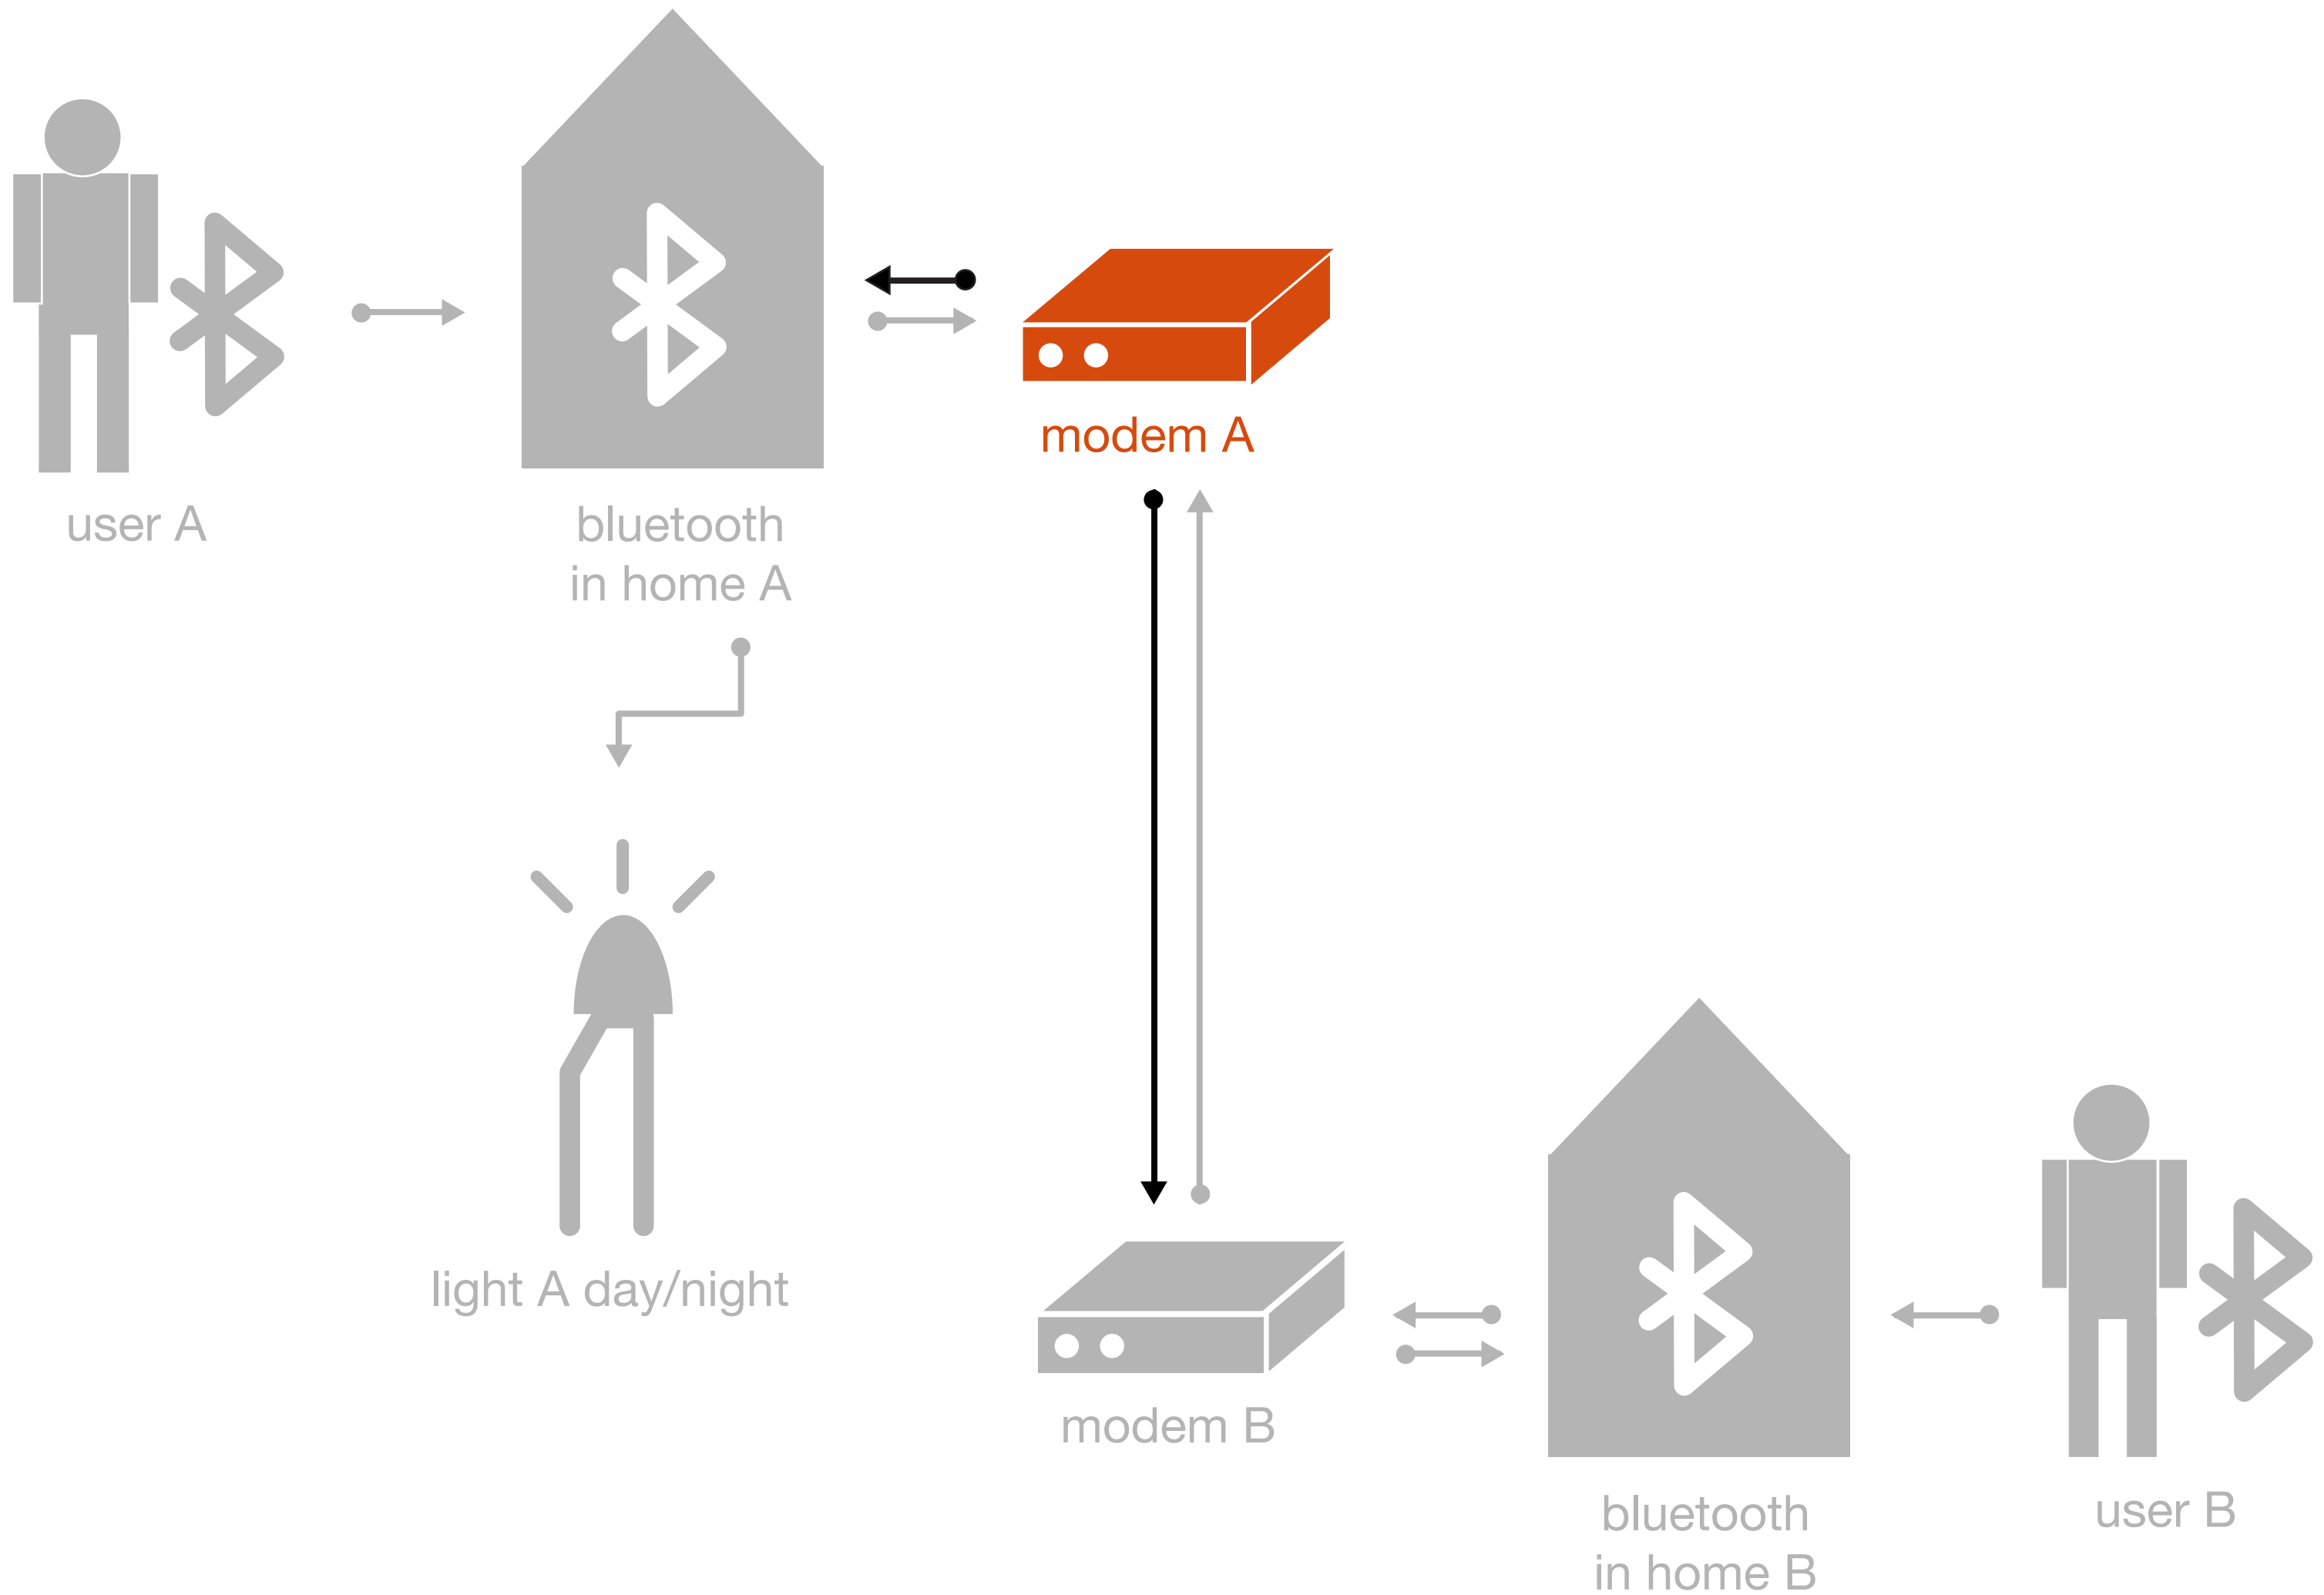 modem A
user A
bluetooth
in home A
light A day/night
modem B
bluetooth
in home B
user B